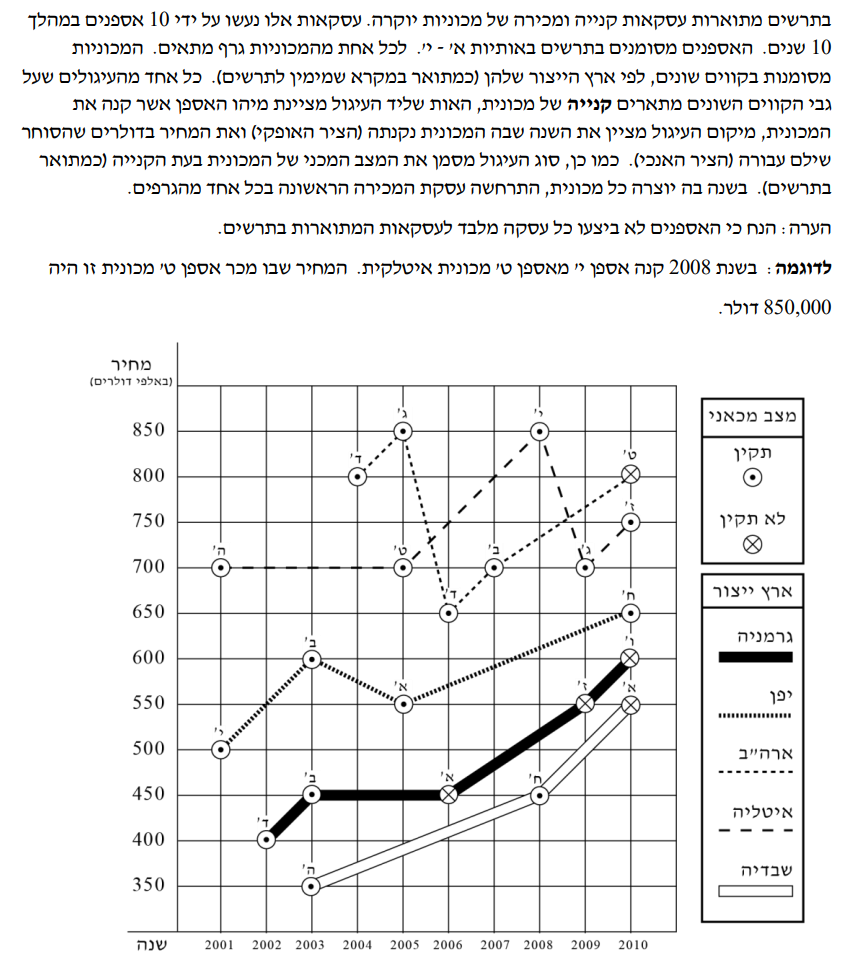 בתרשים מתוארות עסקאות קנייה ומכירה של מכוניות יוקרה. עסקאות אלו נעשו על ידי 10 אספנים במהלך
10 שנים. האספנים מסומנים בתרשים באותיות א׳ - י׳. לכל אחת מהמכוניות גרף מתאים. המכוניות
מסומנות בקווים שונים, לפי ארץ הייצור שלהן (כמתואר במקרא שמימין לתרשים). כל אחד מהעיגולים שעל
גבי הקווים השונים מתארים קנייה של מכונית, האות שליד העיגול מציינת מיהו האספן אשר קנה את
המכונית, מיקום העיגול מציין את השנה שבה המכונית נקנתה (הציר האופקי) ואת המחיר בדולרים שהסוחר
שילם עבורה (הציר האנכי). כמו כן, סוג העיגול מסמן את המצב המכני של המכונית בעת הקנייה (כמתואר
בתרשים). בשנה בה יוצרה כל מכונית, התרחשה עסקת המכירה הראשונה בכל אחד מהגרפים.
הערה: הנח כי האספנים לא ביצעו כל עסקה מלבד לעסקאות המתוארות בתרשים.
לדוגמה: בשנת 2008 קנה אספן י׳ מאספן ט׳ מכונית איטלקית. המחיר שבו מכר אספן ט׳ מכונית זו היה
850,000 דולר.
מחיר
(באלפי דולרים)
850
800
750
700
650
600
550
500
450
400
350
שנה
2001 2002 2003 2004 2005 2006 2007 2008 2009 2010
ד׳
ג׳
ד׳
ב׳
ט׳
ה׳
ט׳
י׳
ג׳
ז׳
י׳
ב׳
א׳
ח׳
ד׳
ב׳
א׳
ז׳
ה׳
ח׳
א׳
מצב מכאני
תקין
לא תקין
ארץ ייצור
גרמניה
יפן
ארה״ב
איטליה
שבדיה